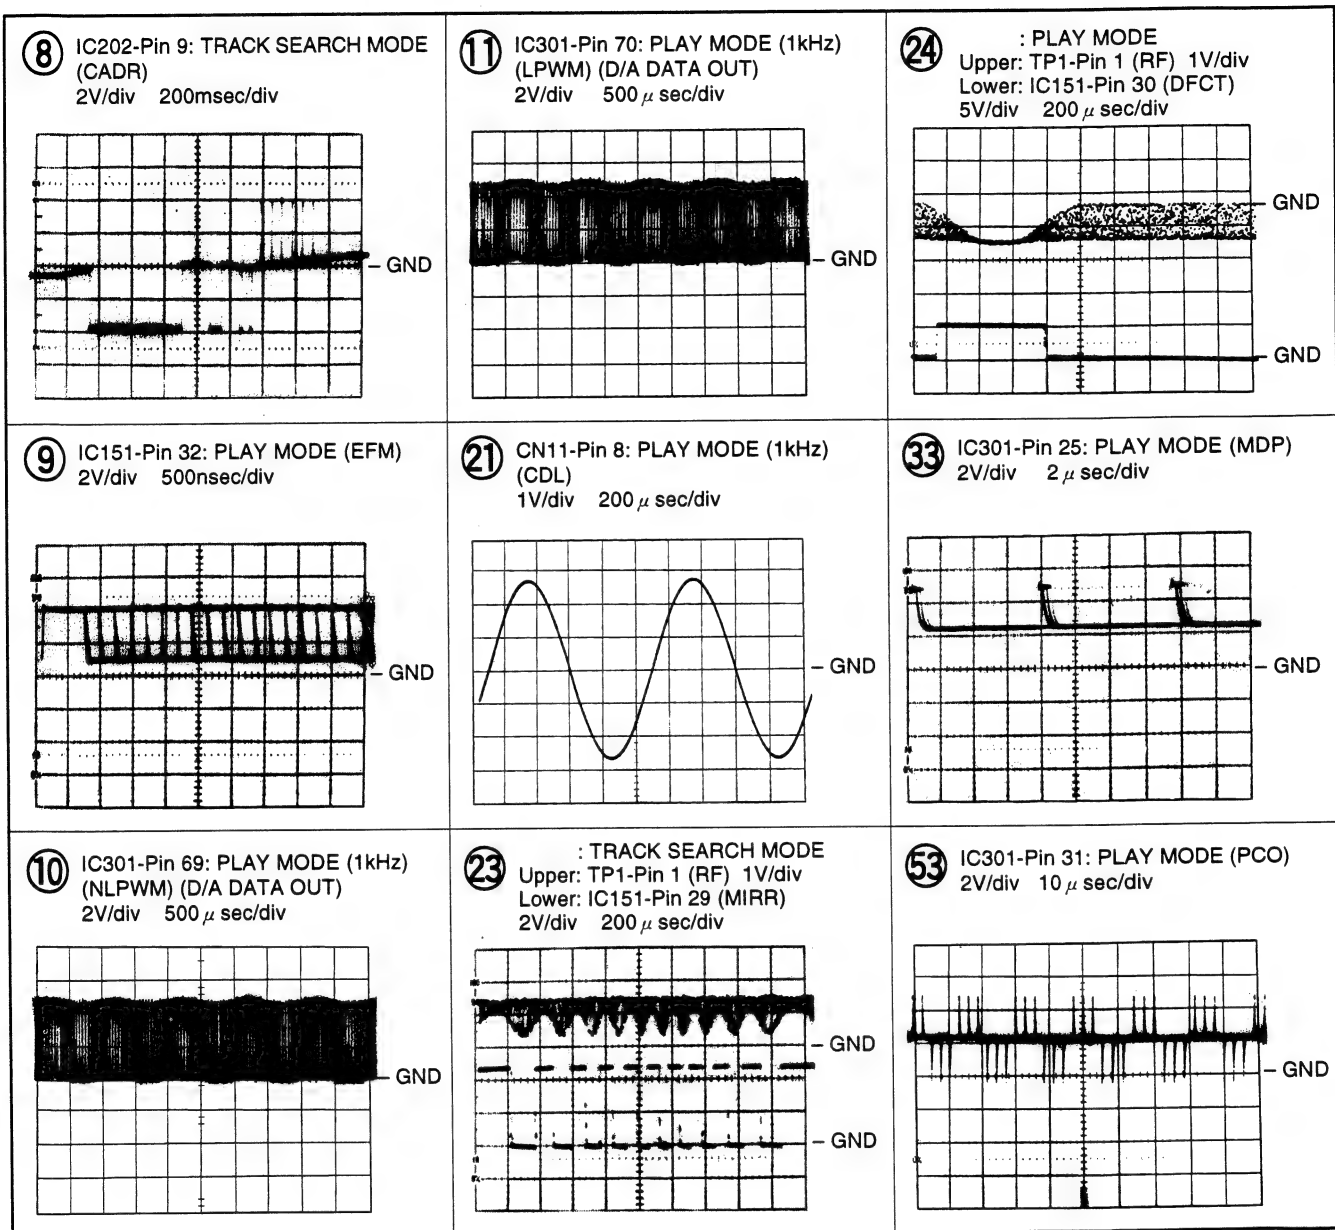 8 IC202-Pin 9: TRACK SEARCH MODE
(CADR)
2V/div 200msec/div
GND
11 IC301-Pin 70: PLAY MODE (1kHz)
(LPWM) (D/A DATA OUT)
2V/div 500 μ sec/div
GND
24 : PLAY MODE
Upper: TP1-Pin 1 (RF) 1V/div
Lower: IC151-Pin 30 (DFCT)
5V/div 200 μ sec/div
GND
GND
9 IC151-Pin 32: PLAY MODE (EFM)
2V/div 500nsec/div
GND
21 CN11-Pin 8: PLAY MODE (1kHz)
(CDL)
1V/div 200 μ sec/div
GND
33 IC301-Pin 25: PLAY MODE (MDP)
2V/div 2 μ sec/div
GND
10 IC301-Pin 69: PLAY MODE (1kHz)
(NLPWM) (D/A DATA OUT)
2V/div 500 μ sec/div
GND
23 : TRACK SEARCH MODE
Upper: TP1-Pin 1 (RF) 1V/div
Lower: IC151-Pin 29 (MIRR)
2V/div 200 μ sec/div
GND
GND
53 IC301-Pin 31: PLAY MODE (PCO)
2V/div 10 μ sec/div
GND